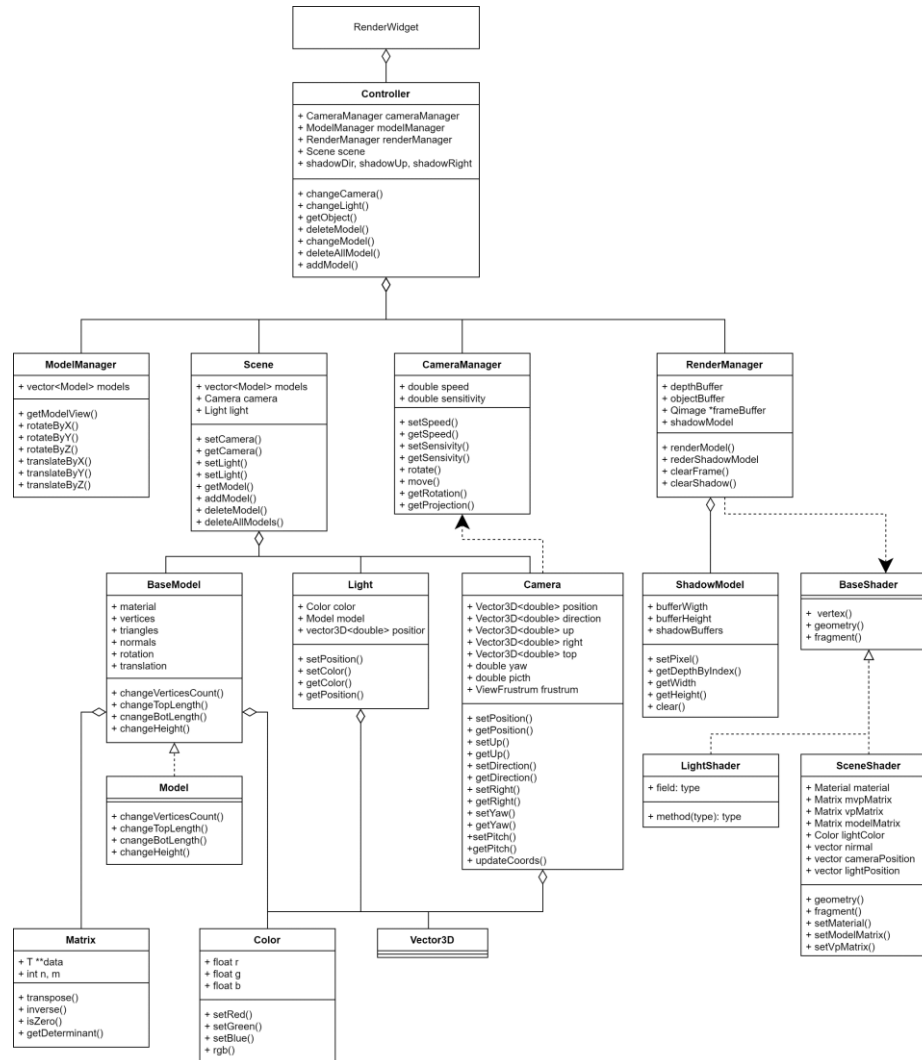 RenderWidget
Controller
+ CameraManager cameraManager
+ ModelManager modelManager
+ RenderManager renderManager
+ Scene scene
+ shadowDir, shadowUp, shadowRight
+ changeCamera()
+ changeLight()
+ getObject()
+ deleteModel()
+ changeModel()
+ deleteAllModel()
+ addModel()
ModelManager
+ vector<Model> models
+ getModelView()
+ rotateByX()
+ rotateByY()
+ rotateByZ()
+ translateByX()
+ translateByY()
+ translateByZ()
Scene
+ vector<Model> models
+ Camera camera
+ Light light
+ setCamera()
+ getCamera()
+ setLight()
+ setLight()
+ getModel()
+ addModel()
+ deleteModel()
+ deleteAllModels()
CameraManager
+ double speed
+ double sensitivity
+ setSpeed()
+ getSpeed()
+ setSensivity()
+ getSensivity()
+ rotate()
+ move()
+ getRotation()
+ getProjection()
RenderManager
+ depthBuffer
+ objectBuffer
+ Qimage *frameBuffer
+ shadowModel
+ renderModel()
+ rederShadowModel
+ clearFrame()
+ clearShadow()
BaseModel
+ material
+ vertices
+ triangles
+ normals
+ rotation
+ translation
+ changeVerticesCount()
+ changeTopLength()
+ changeBotLength()
+ changeHeight()
Light
+ Color color
+ Model model
+ vector3D<double> positior
+ setPosition()
+ setColor()
+ getColor()
+ getPosition()
Camera
+ Vector3D<double> position
+ Vector3D<double> direction
+ Vector3D<double> up
+ Vector3D<double> right
+ Vector3D<double> top
+ double yaw
+ double picth
+ ViewFrustrum frustrum
+ setPosition()
+ getPosition()
+ setUp()
+ getUp()
+ setDirection()
+ getDirection()
+ setRight()
+ getRight()
+ setYaw()
+ getYaw()
+setPitch()
+getPitch()
+ updateCoords()
ShadowModel
+ bufferWigth
+ bufferHeight
+ shadowBuffers
+ setPixel()
+ getDepthByIndex()
+ getWidth
+ getHeight()
+ clear()
BaseShader
+ vertex()
+ geometry()
+ fragment()
Model
+ changeVerticesCount()
+ changeTopLength()
+ changeBotLength()
+ changeHeight()
LightShader
+ field: type
+ method(type): type
SceneShader
+ Material material
+ Matrix mvpMatrix
+ Matrix vpMatrix
+ Matrix modelMatrix
+ Color lightColor
+ vector nirmal
+ vector cameraPosition
+ vector lightPosition
+ geometry()
+ fragment()
+ setMaterial()
+ setModelMatrix()
+ setVpMatrix()
Matrix
+ T **data
+ int n, m
+ transpose()
+ inverse()
+ isZero()
+ getDeterminant()
Color
+ float r
+ float g
+ float b
+ setRed()
+ setGreen()
+ setBlue()
+ rgb()
Vector3D